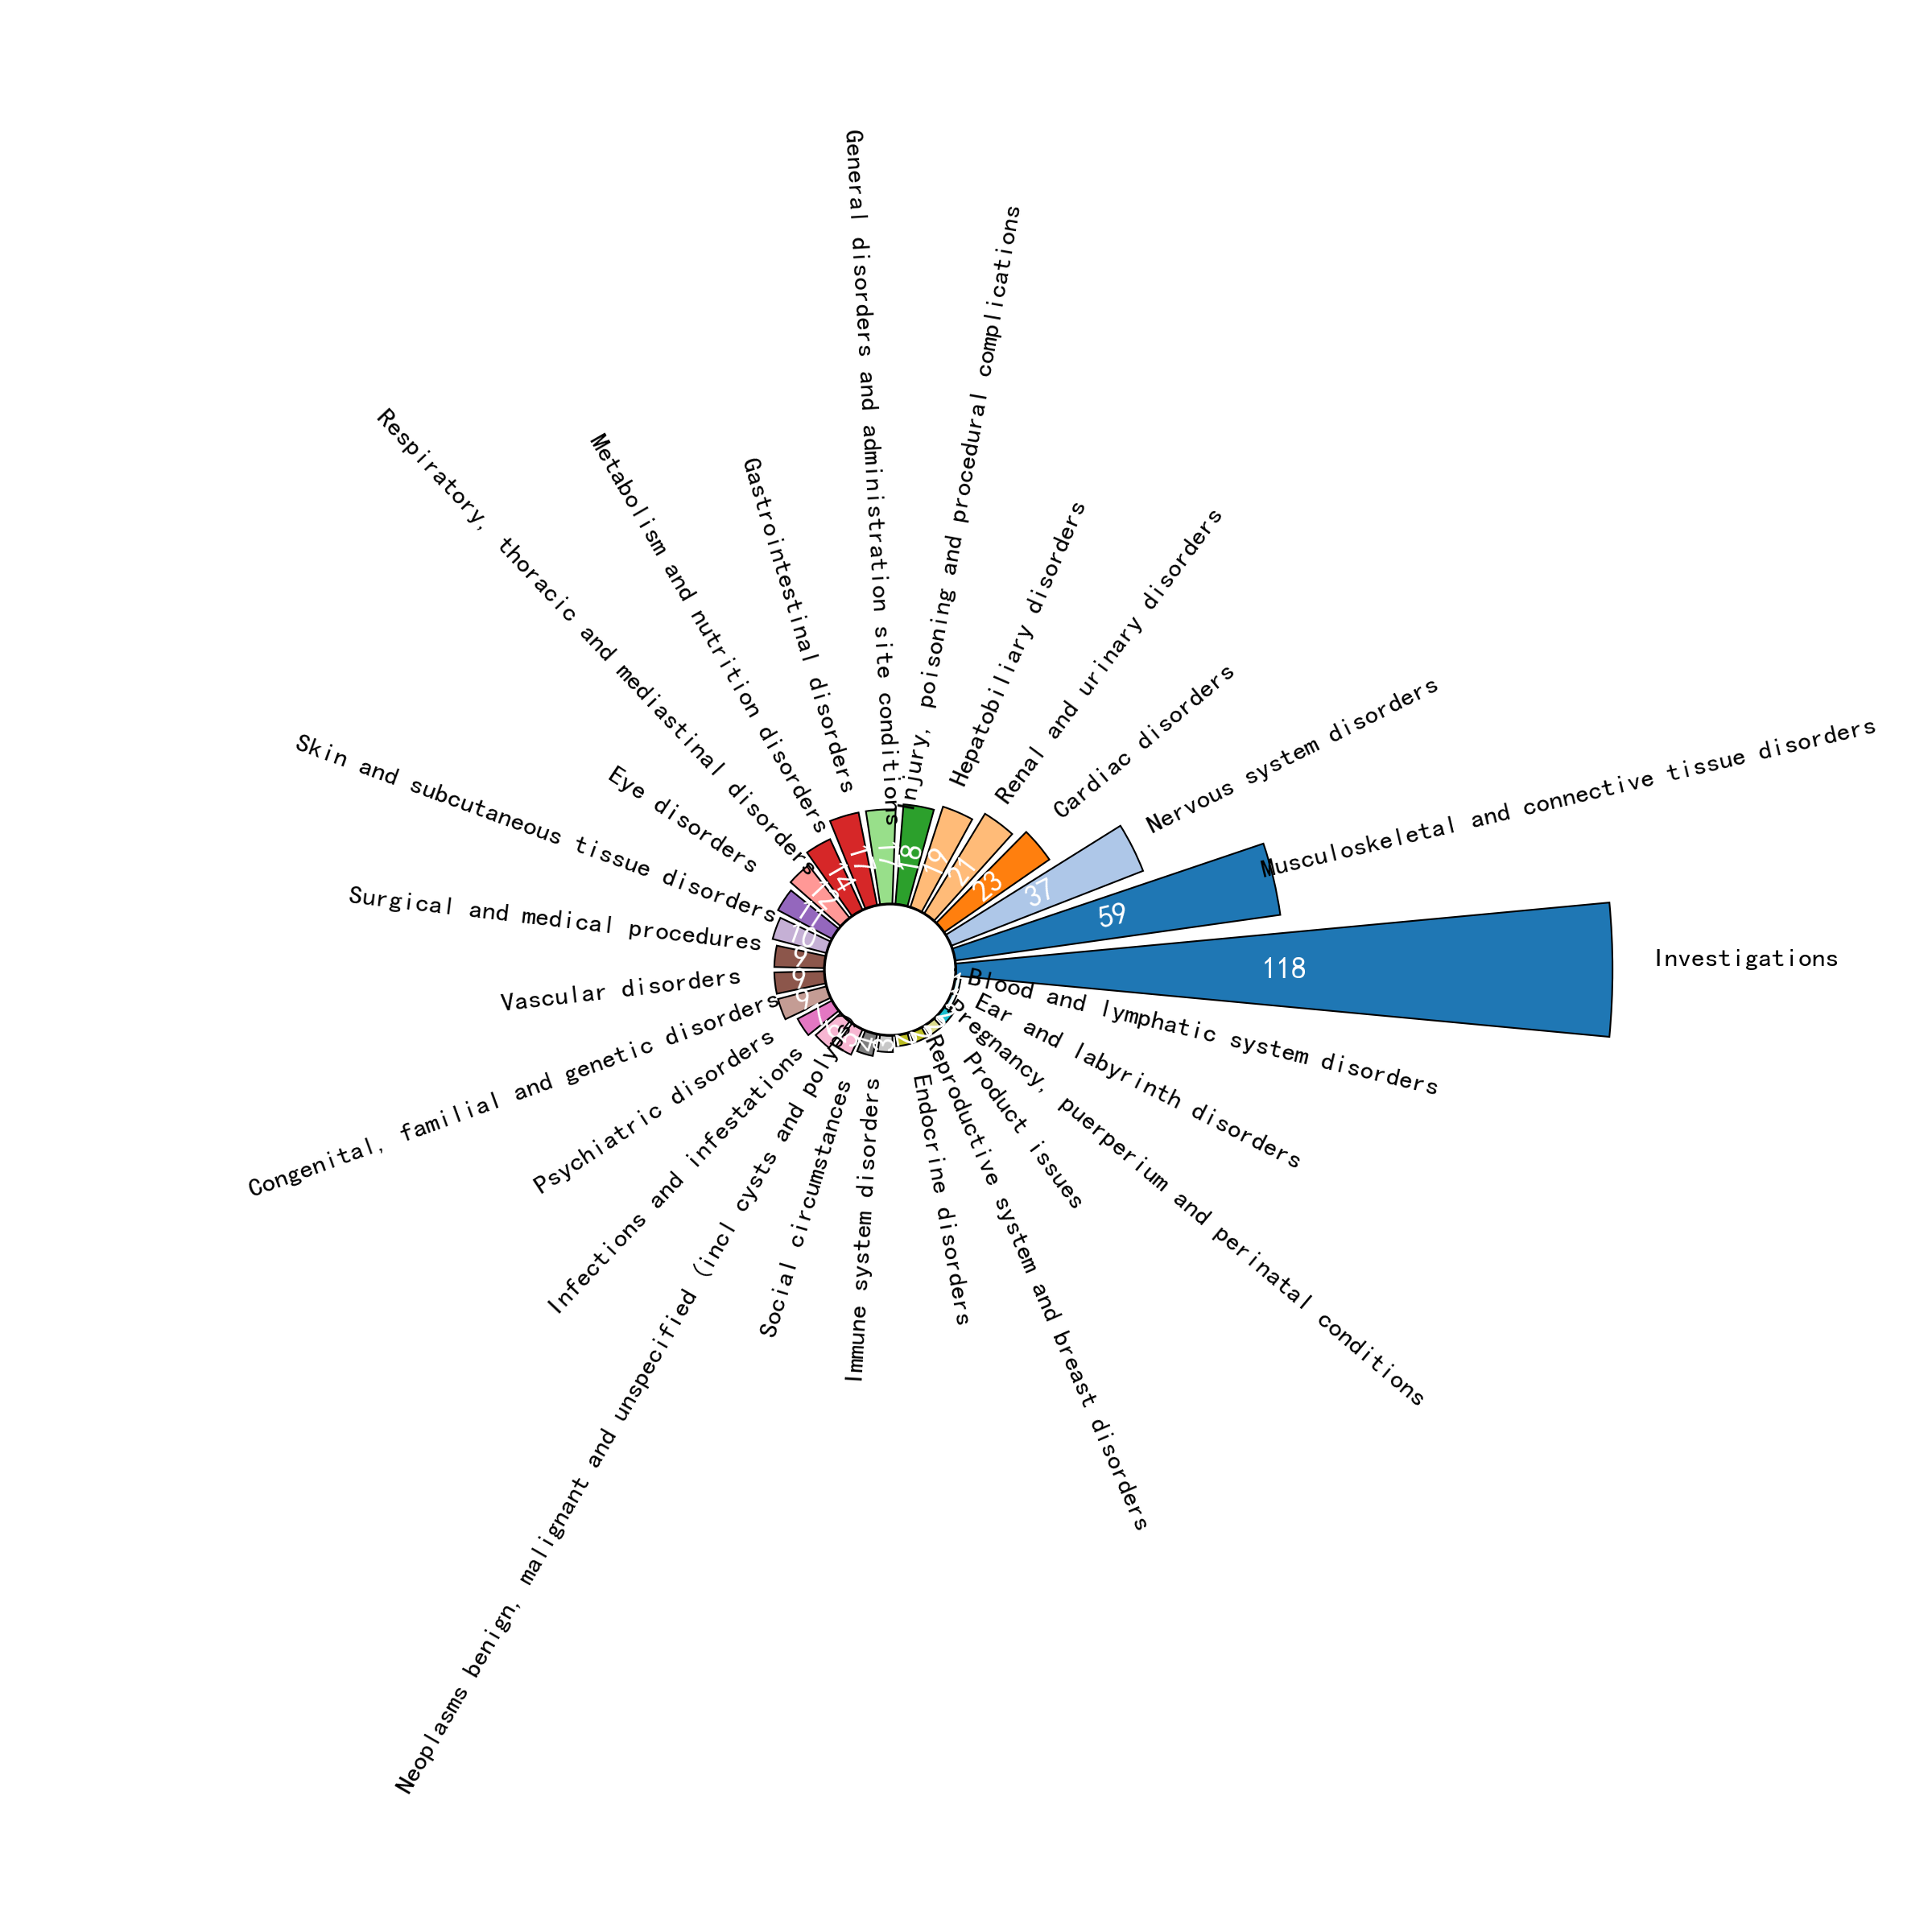 Investigations
118
Musculoskeletal and connective tissue disorders
59
Nervous system disorders
37
Cardiac disorders
23
Renal and urinary disorders
21
Hepatobiliary disorders
19
Injury, poisoning and procedural complications
18
General disorders and administration site conditions
17
Gastrointestinal disorders
17
Metabolism and nutrition disorders
14
Respiratory, thoracic and mediastinal disorders
12
Eye disorders
11
Skin and subcutaneous tissue disorders
10
Surgical and medical procedures
9
Vascular disorders
9
Congenital, familial and genetic disorders
9
Psychiatric disorders
Infections and infestations
6
Neoplasms benign, malignant and unspecified (incl cysts and polyps)
Social circumstances
4
Immune system disorders
3
Endocrine disorders
Reproductive system and breast disorders
Product issues
Pregnancy, puerperium and perinatal conditions
Ear and labyrinth disorders
Blood and lymphatic system disorders